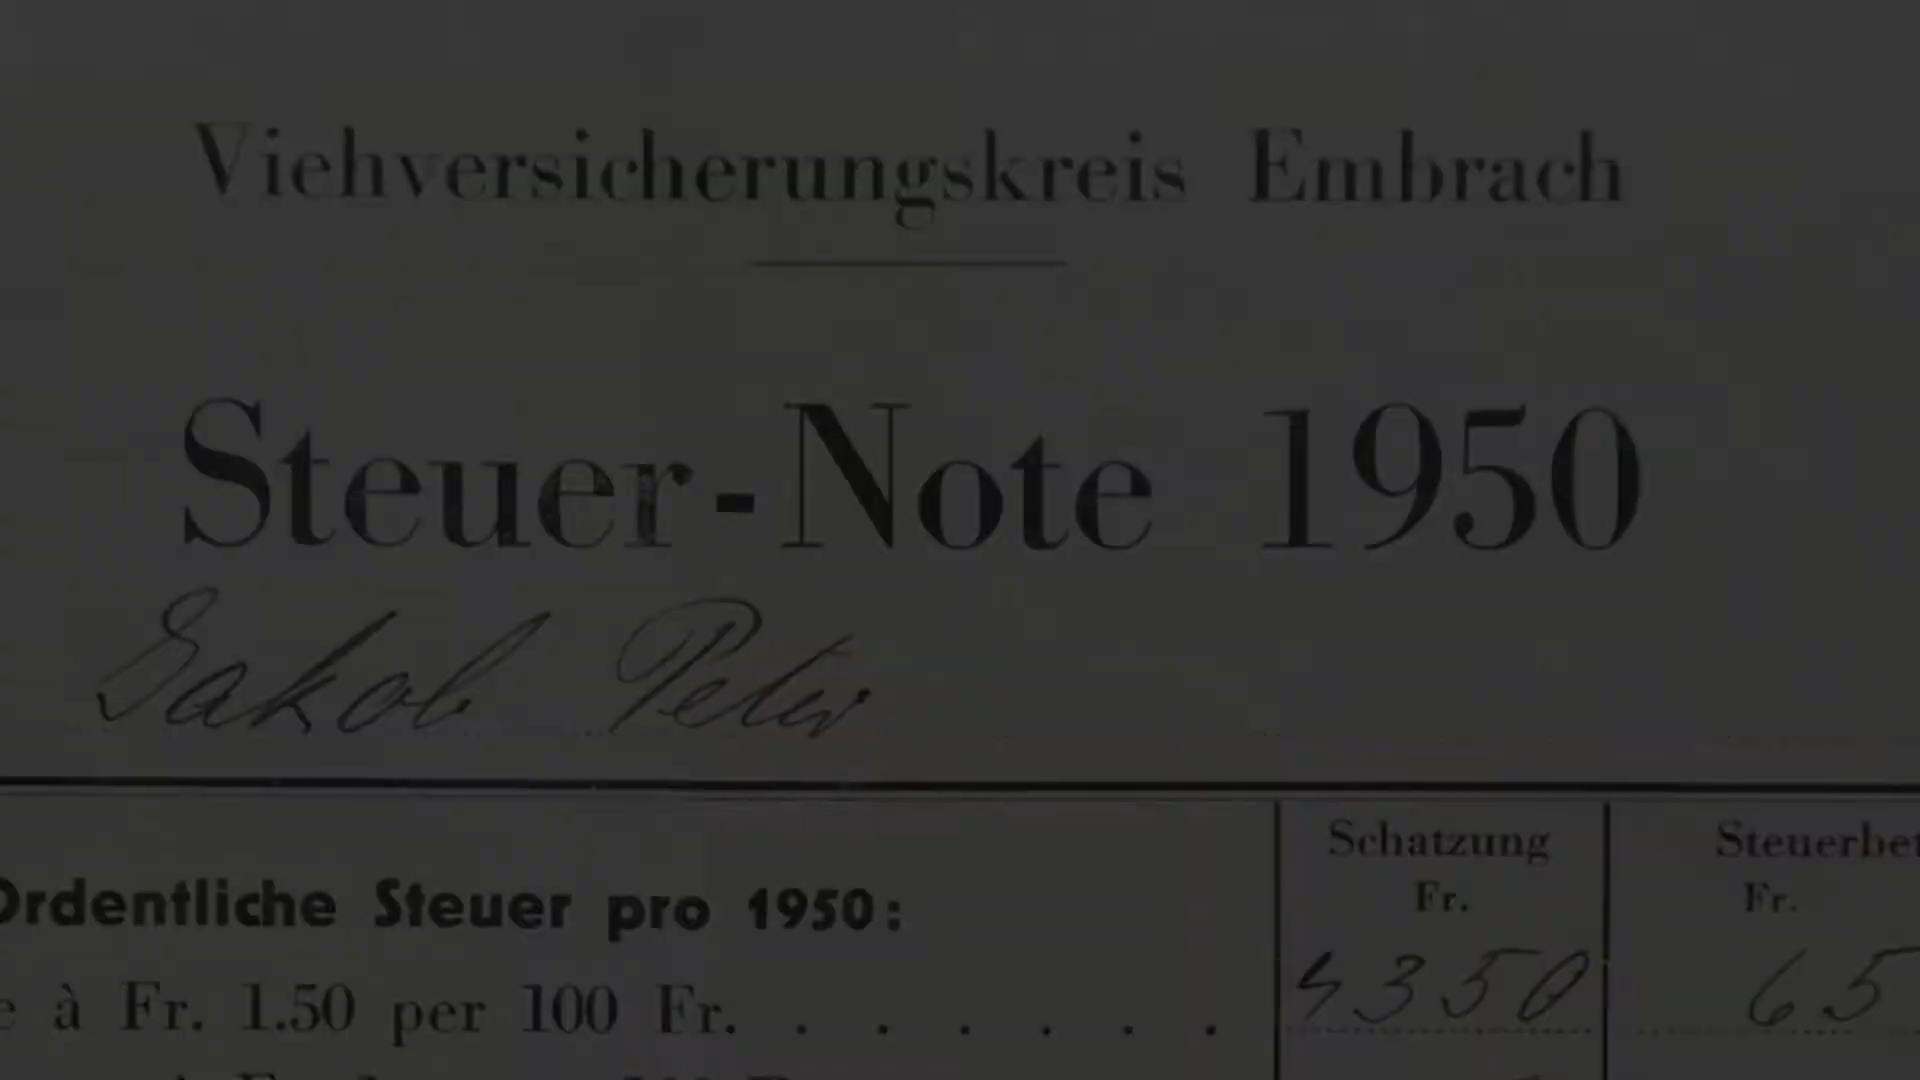 Viehversicherungskreis Embrach
Steuer-Note 1950
Jakob Peter
Schatzung Steuerbet
Fr. Fr.
Ordentliche Steuer pro 1950:
e à Fr. 1.50 per 100 Fr. . . . . . . 4350 65